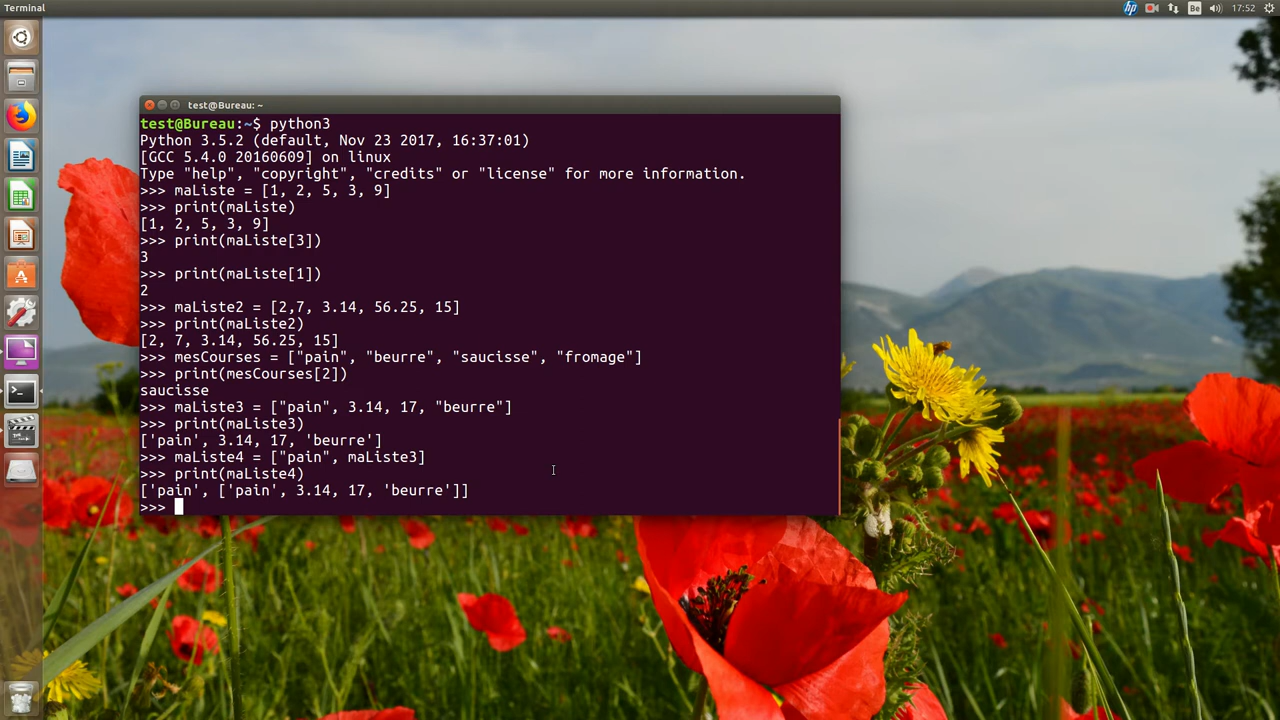 Terminal
hp
Be
17:52
test@Bureau: ~
test@Bureau:~$ python3
Python 3.5.2 (default, Nov 23 2017, 16:37:01)
[GCC 5.4.0 20160609] on linux
Type "help", "copyright", "credits" or "license" for more information.
>>> maListe = [1, 2, 5, 3, 9]
>>> print(maListe)
[1, 2, 5, 3, 9]
>>> print(maListe[3])
3
>>> print(maListe[1])
2
>>> maListe2 = [2,7, 3.14, 56.25, 15]
>>> print(maListe2)
[2, 7, 3.14, 56.25, 15]
>>> mesCourses = ["pain", "beurre", "saucisse", "fromage"]
>>> print(mesCourses[2])
saucisse
>>> maListe3 = ["pain", 3.14, 17, "beurre"]
>>> print(maListe3)
['pain', 3.14, 17, 'beurre']
>>> maListe4 = ["pain", maListe3]
>>> print(maListe4)
['pain', ['pain', 3.14, 17, 'beurre']]
>>>